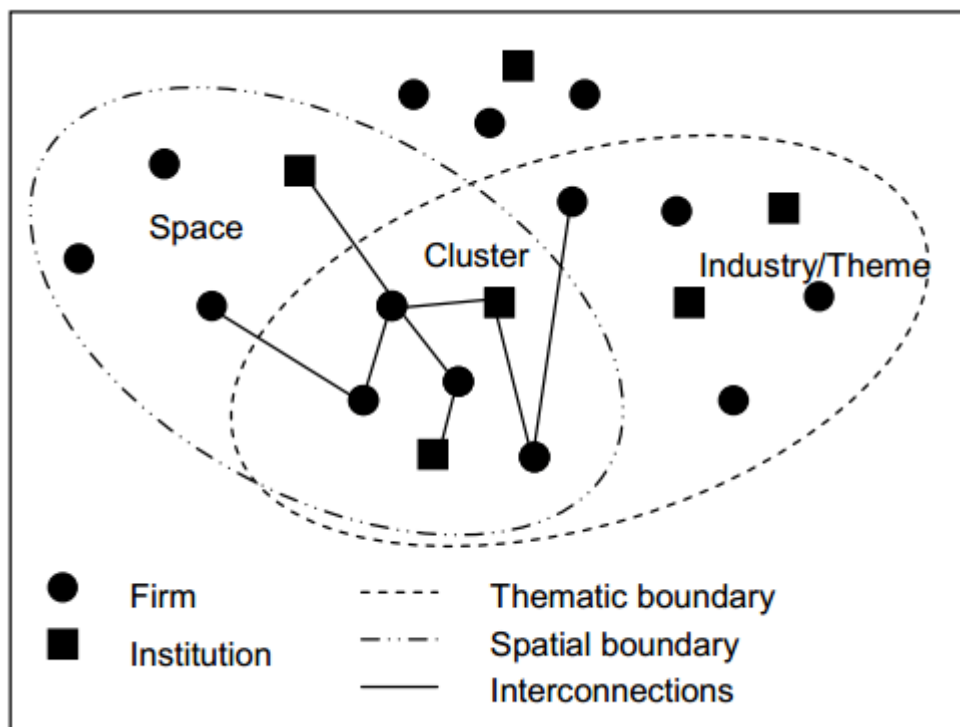 Space
Cluster
Industry/Theme
Firm
Thematic boundary
Institution
Spatial boundary
Interconnections